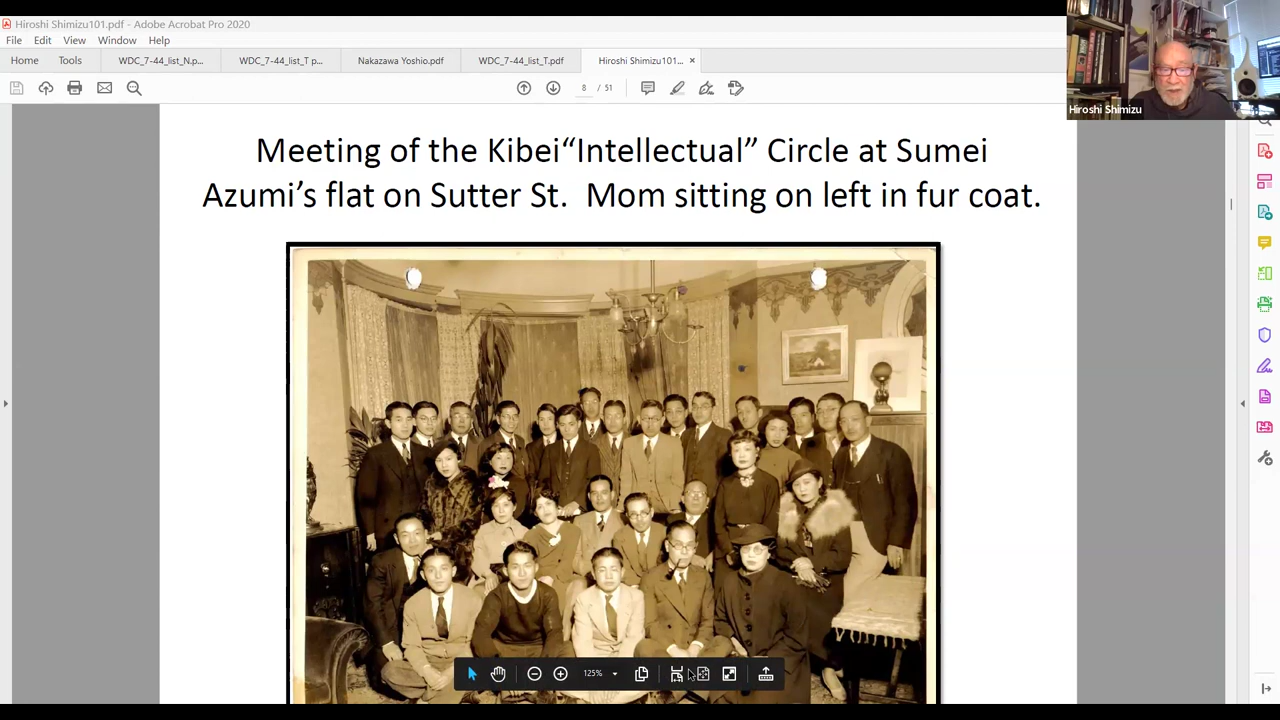 Hiroshi Shimizu101.pdf - Adobe Acrobat Pro 2020
File Edit View Window Help
Home Tools WDC_7-44_list_N.p... WDC_7-44_list_T p... Nakazawa Yoshio.pdf WDC_7-44_list_T.pdf Hiroshi Shimizu101... ×
8 / 51
Hiroshi Shimizu
Meeting of the Kibei“Intellectual” Circle at Sumei
Azumi’s flat on Sutter St. Mom sitting on left in fur coat.
125%